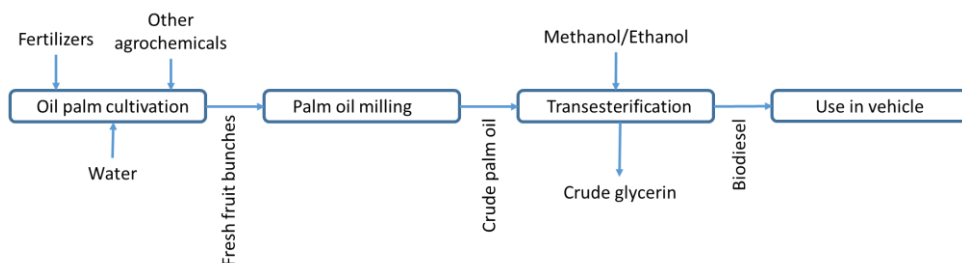 Fertilizers
Other
agrochemicals
Methanol/Ethanol
Oil palm cultivation
Palm oil milling
Transesterification
Use in vehicle
Water
Fresh fruit bunches
Crude palm oil
Crude glycerin
Biodiesel